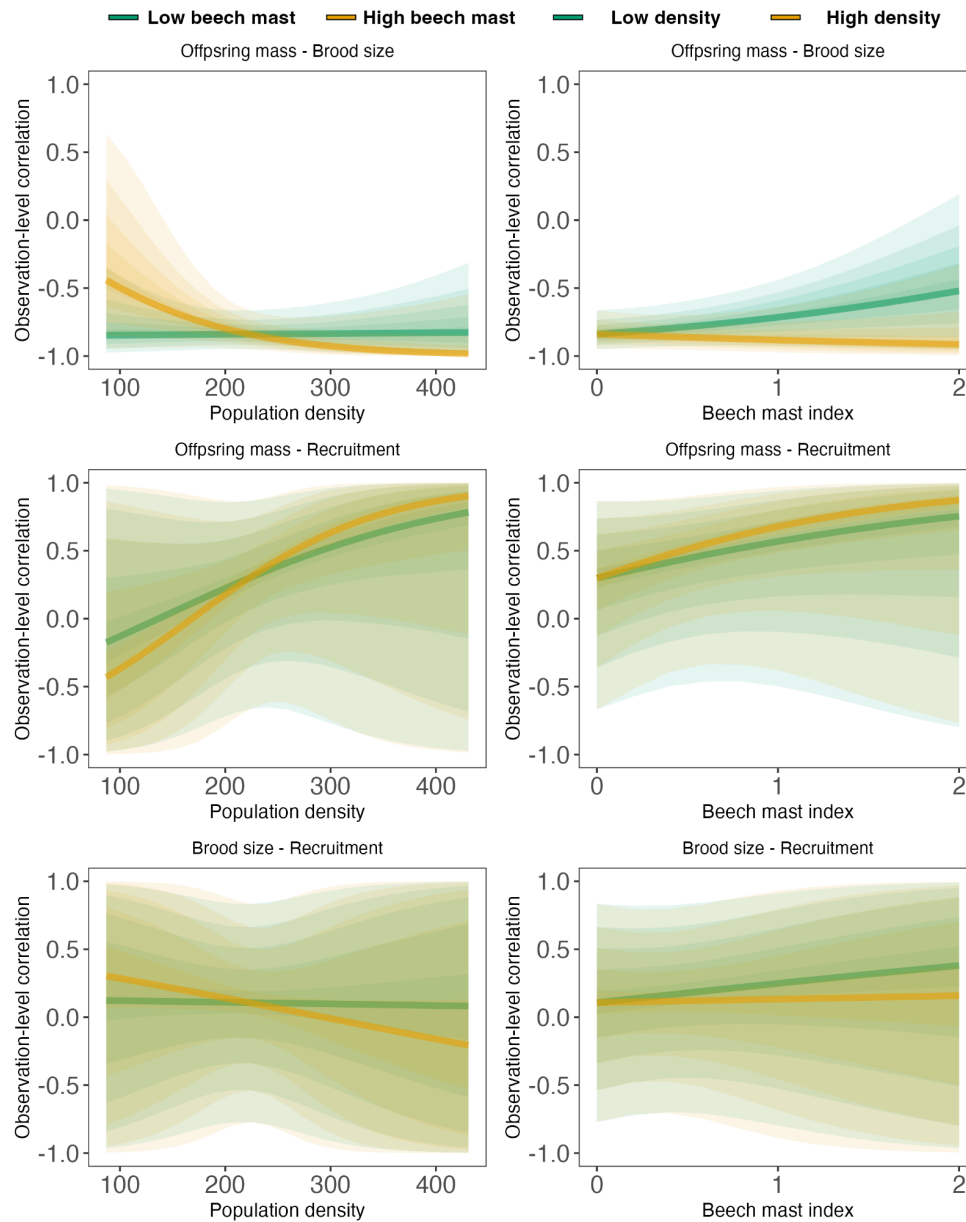 Low beech mast High beech mast Low density High density
Offpsring mass - Brood size
Offpsring mass - Brood size
Observation-level correlation
1.0
0.5
0.0
-0.5
-1.0
100 200 300 400
Population density
Observation-level correlation
1.0
0.5
0.0
-0.5
-1.0
0 1 2
Beech mast index
Offpsring mass - Recruitment
Offpsring mass - Recruitment
Observation-level correlation
1.0
0.5
0.0
-0.5
-1.0
100 200 300 400
Population density
Observation-level correlation
1.0
0.5
0.0
-0.5
-1.0
0 1 2
Beech mast index
Brood size - Recruitment
Brood size - Recruitment
Observation-level correlation
1.0
0.5
0.0
-0.5
-1.0
100 200 300 400
Population density
Observation-level correlation
1.0
0.5
0.0
-0.5
-1.0
0 1 2
Beech mast index